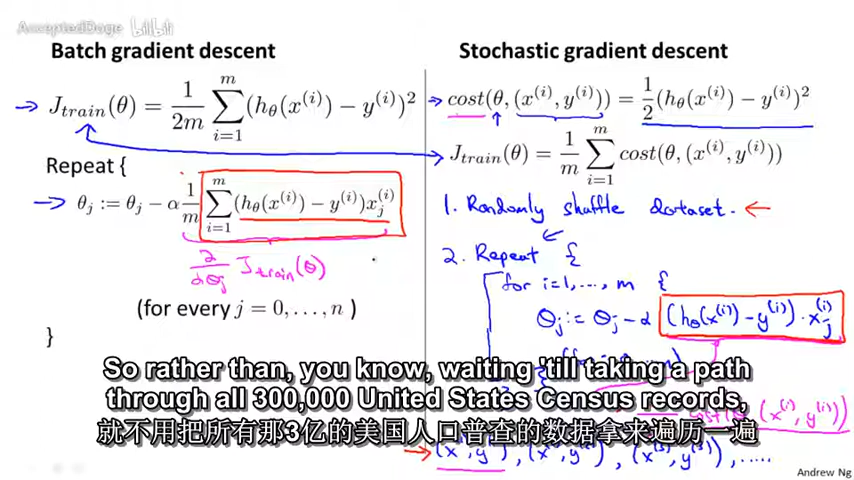 AcceptedDoge bilibili
Batch gradient descent
J_train(θ) = 1/2m ∑_{i=1}^{m} (h_θ(x^(i)) − y^(i))²
Repeat {
θ_j := θ_j − α 1/m ∑_{i=1}^{m} (h_θ(x^(i)) − y^(i)) x_j^(i)
∂/∂θ_j J_train(θ)
(for every j = 0, . . . , n )
}
Stochastic gradient descent
cost(θ, (x^(i), y^(i))) = 1/2 (h_θ(x^(i)) − y^(i))²
J_train(θ) = 1/m ∑_{i=1}^{m} cost(θ, (x^(i), y^(i)))
1. Randomly shuffle dataset.
2. Repeat {
for i=1, ..., m {
θ_j := θ_j − α (h_θ(x^(i)) − y^(i)) · x_j^(i)
(x^(i), y^(i)))
So rather than, you know, waiting 'till taking a path
through all 300,000 United States Census records,
就不用把所有那3亿的美国人口普查的数据拿来遍历一遍
(x^(3), y^(3)), .....
Andrew Ng